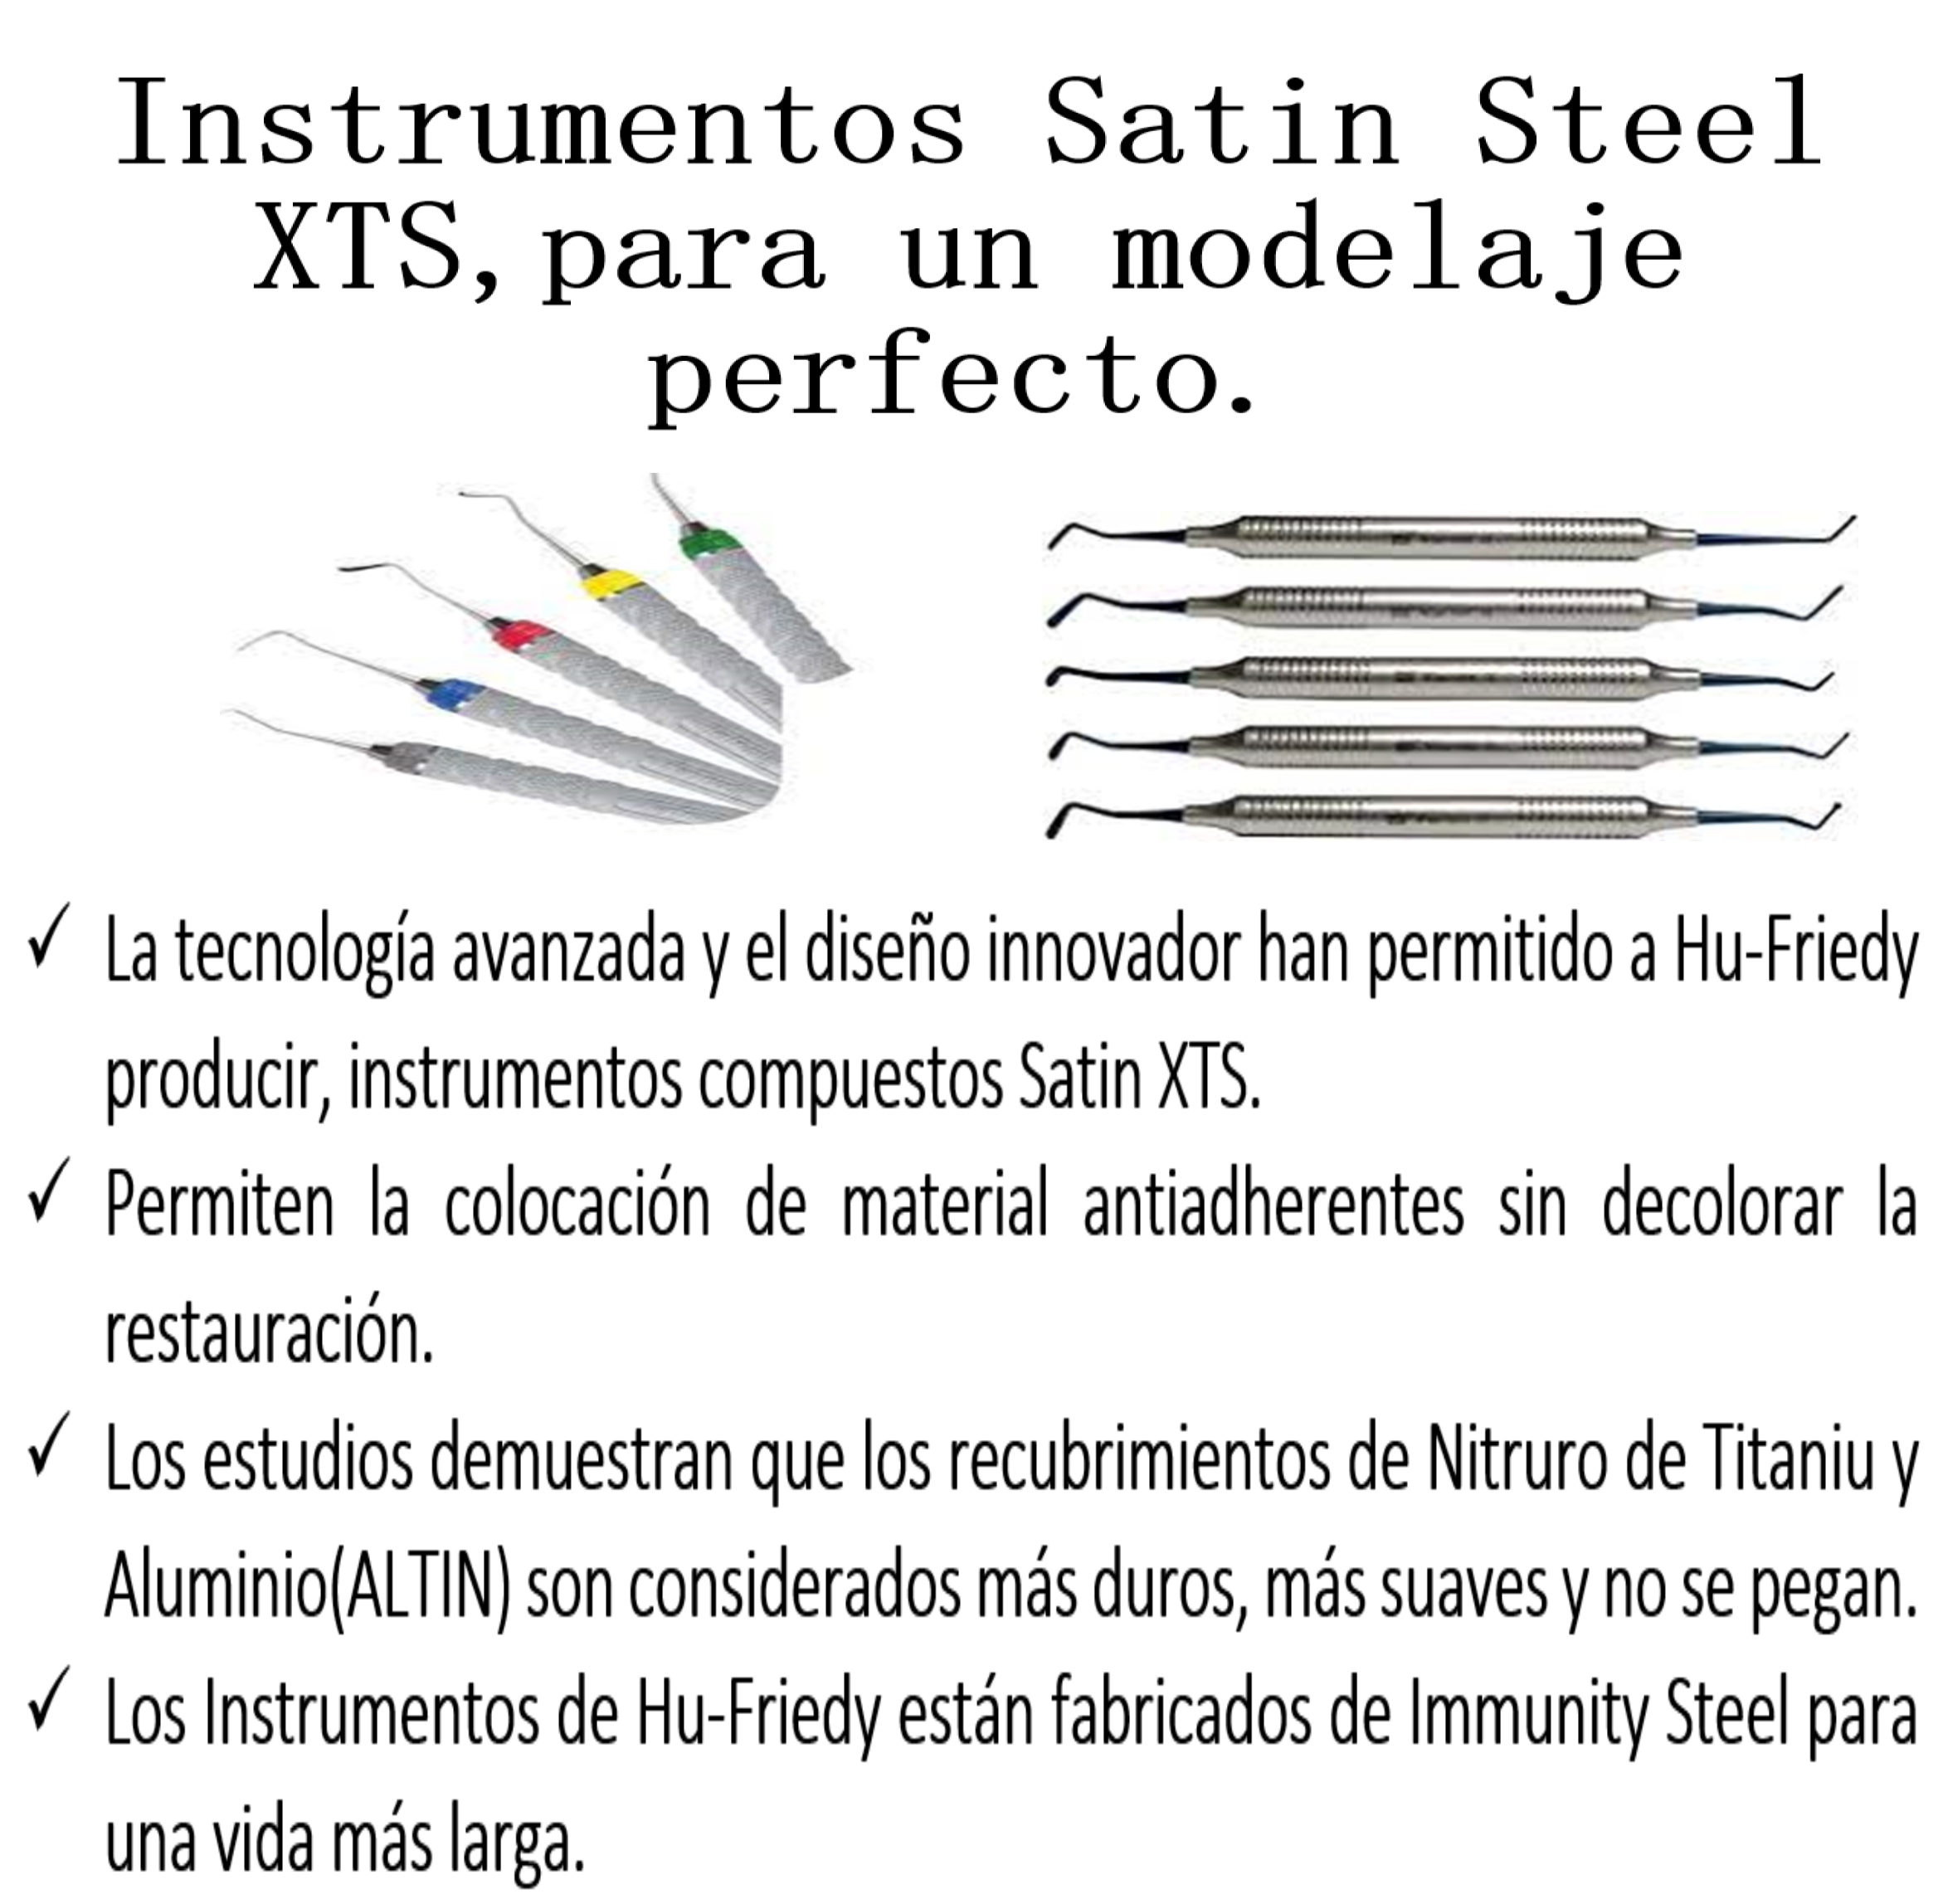 Instrumentos Satin Steel
XTS, para un modelaje
perfecto.
✓ La tecnología avanzada y el diseño innovador han permitido a Hu-Friedy
producir, instrumentos compuestos Satin XTS.
✓ Permiten la colocación de material antiadherentes sin decolorar la
restauración.
✓ Los estudios demuestran que los recubrimientos de Nitruro de Titaniu y
Aluminio(ALTIN) son considerados más duros, más suaves y no se pegan.
✓ Los Instrumentos de Hu-Friedy están fabricados de Immunity Steel para
una vida más larga.